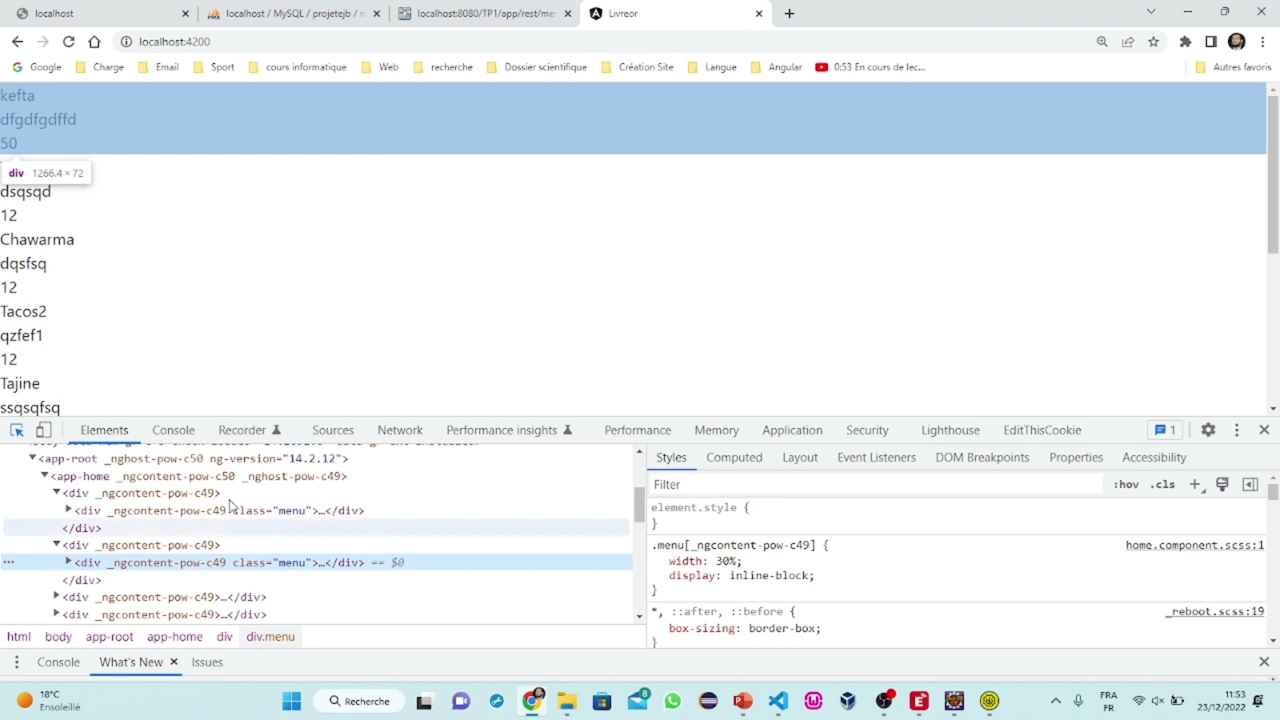 localhost
localhost / MySQL / projetejb / n
localhost:8080/TP1/app/rest/me
Livreor
localhost:4200
Google Charge Email Sport cours informatique Web recherche Dossier scientifique Création Site Langue Angular 0:53 En cours de lec... Autres favoris
kefta
dfgdfgdffd
50
div 1266.4 × 72
dsqsqd
12
Chawarma
dqsfsq
12
Tacos2
qzfef1
12
Tajine
ssqsqfsq
Elements Console Recorder Sources Network Performance insights Performance Memory Application Security Lighthouse EditThisCookie 1
<app-root _nghost-pow-c50 ng-version="14.2.12">
<app-home _ngcontent-pow-c50 _nghost-pow-c49>
<div _ngcontent-pow-c49>
<div _ngcontent-pow-c49 class="menu">…</div>
</div>
<div _ngcontent-pow-c49>
<div _ngcontent-pow-c49 class="menu">…</div> == $0
</div>
<div _ngcontent-pow-c49>…</div>
<div _ngcontent-pow-c49>…</div>
html body app-root app-home div div.menu
Styles Computed Layout Event Listeners DOM Breakpoints Properties Accessibility
Filter :hov .cls
element.style {
}
.menu[_ngcontent-pow-c49] { home.component.scss:1
width: 30%;
display: inline-block;
}
*, ::after, ::before { _reboot.scss:19
box-sizing: border-box;
}
Console What's New Issues
18°C
Ensoleillé
Recherche
8
FRA
FR
11:53
23/12/2022